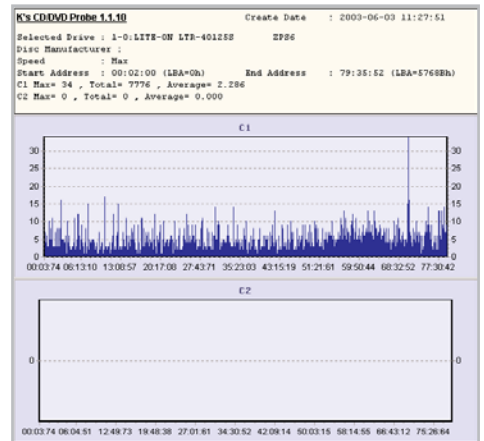 K's CD/DVD Probe 1.1.10 Create Date : 2003-06-03 11:27:51
Selected Drive : 1-0:LITE-ON LTR-40125S ZPS6
Disc Manufacturer :
Speed : Max
Start Address : 00:02:00 (LBA=0h) End Address : 79:35:52 (LBA=5768Bh)
C1 Max= 34 , Total= 7776 , Average= 2.286
C2 Max= 0 , Total= 0 , Average= 0.000
C1
30 30
25 25
20 20
15 15
10 10
5 5
0 0
00:03:74 06:13:10 13:08:57 20:17:08 27:43:71 35:23:03 43:15:19 51:21:61 59:50:44 68:32:52 77:30:42
C2
0 0
00:03:74 06:04:51 12:49:73 19:48:38 27:01:61 34:30:52 42:09:14 50:03:15 58:14:55 66:43:12 75:26:64